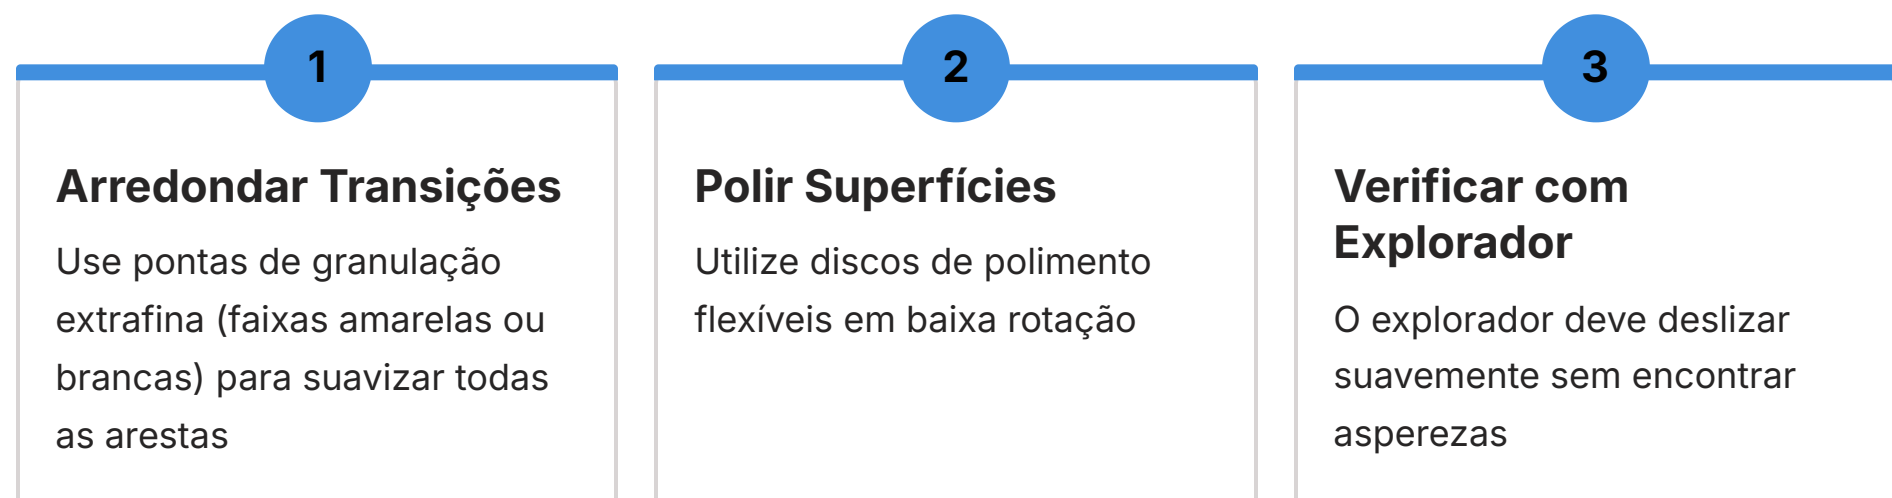 1
Arredondar Transições
Use pontas de granulação
extrafina (faixas amarelas ou
brancas) para suavizar todas
as arestas
2
Polir Superfícies
Utilize discos de polimento
flexíveis em baixa rotação
3
Verificar com
Explorador
O explorador deve deslizar
suavemente sem encontrar
asperezas